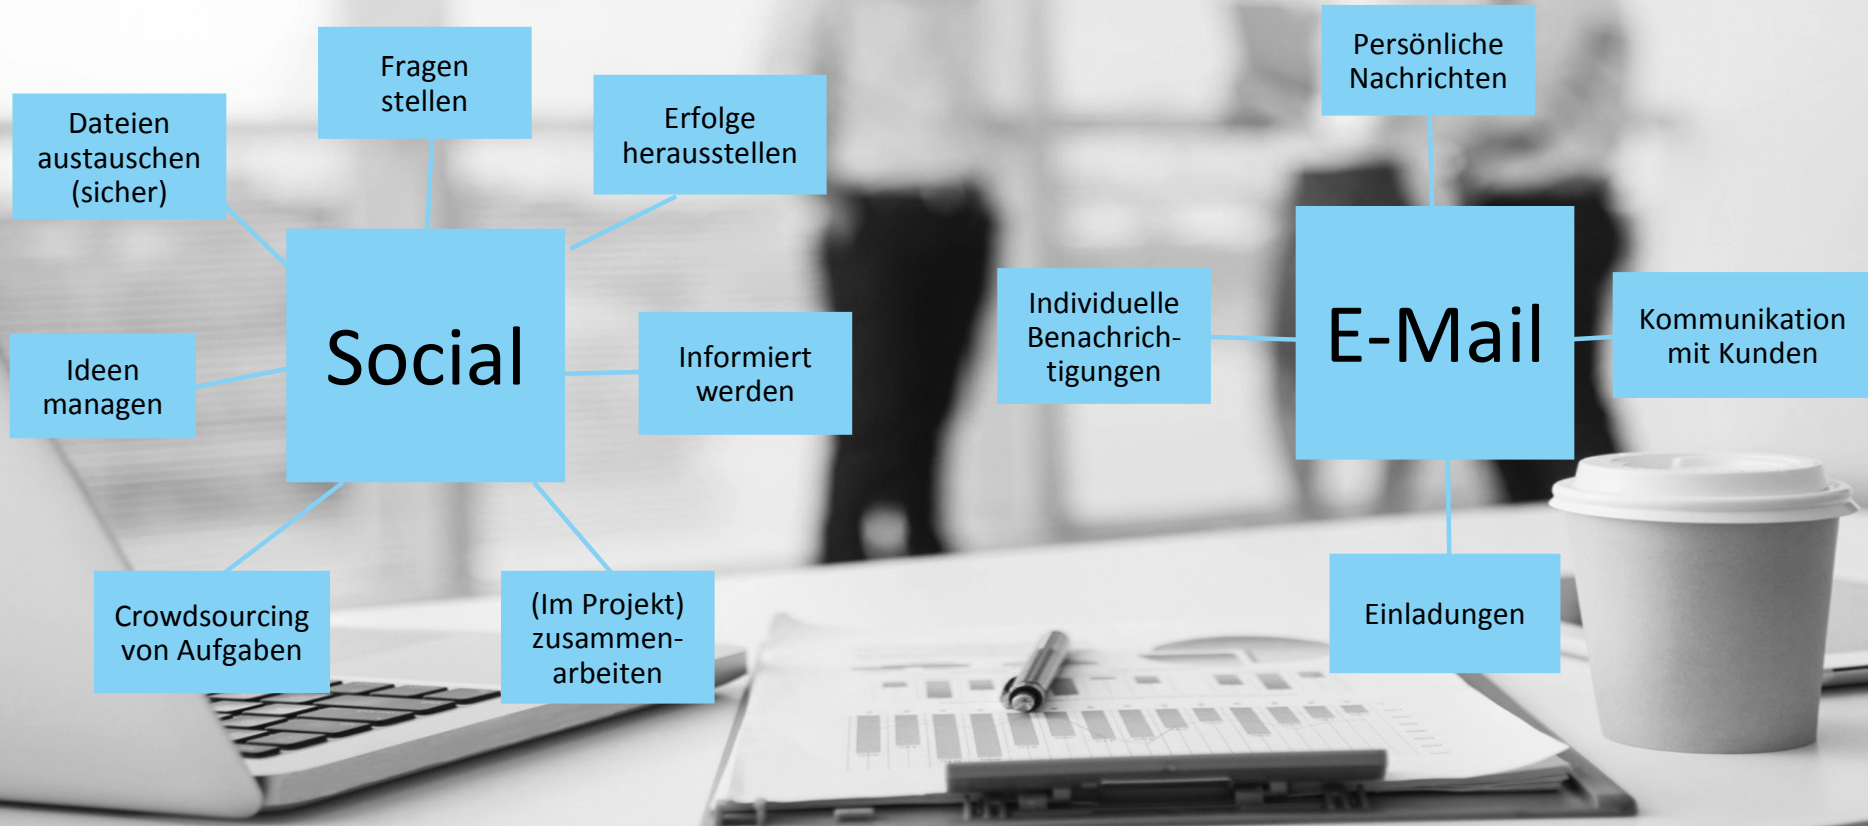 Fragen
stellen
Dateien
austauschen
(sicher)
Erfolge
herausstellen
Social
Ideen
managen
Informiert
werden
Crowdsourcing
von Aufgaben
(Im Projekt)
zusammen-
arbeiten
Persönliche
Nachrichten
Individuelle
Benachrich-
tigungen
E-Mail
Kommunikation
mit Kunden
Einladungen